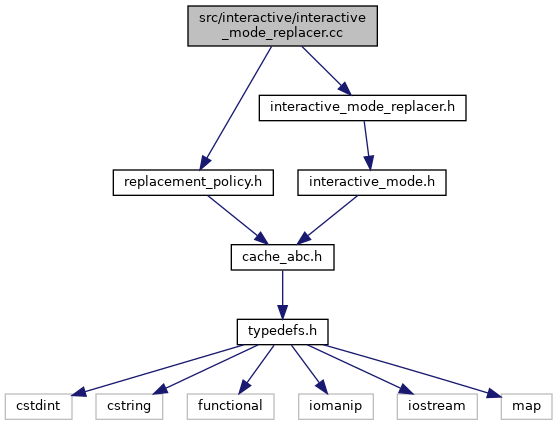 src/interactive/interactive
_mode_replacer.cc
interactive_mode_replacer.h
replacement_policy.h
interactive_mode.h
cache_abc.h
typedefs.h
cstdint
cstring
functional
iomanip
iostream
map